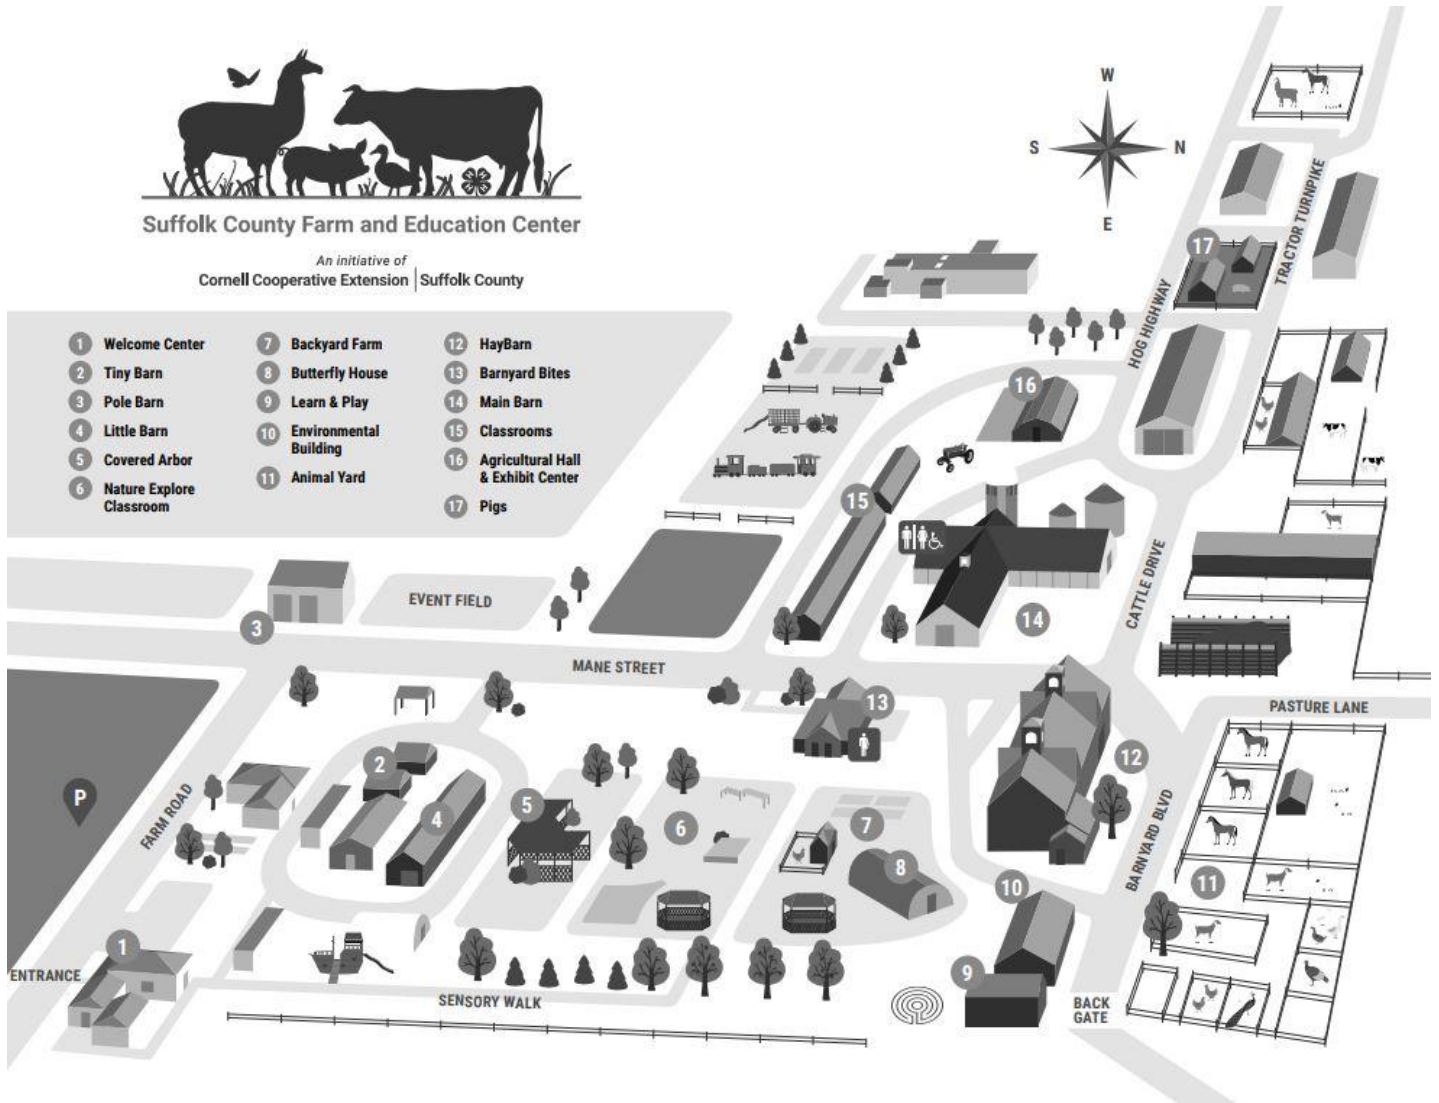 W
S
N
E
Suffolk County Farm and Education Center
An initiative of
Cornell Cooperative Extension | Suffolk County
1 Welcome Center
2 Tiny Barn
3 Pole Barn
4 Little Barn
5 Covered Arbor
6 Nature Explore
Classroom
7 Backyard Farm
8 Butterfly House
9 Learn & Play
10 Environmental
Building
11 Animal Yard
12 HayBarn
13 Barnyard Bites
14 Main Barn
15 Classrooms
16 Agricultural Hall
& Exhibit Center
17 Pigs
17
TRACTOR TURNPIKE
HOG HIGHWAY
16
15
CATTLE DRIVE
14
EVENT FIELD
3
MANE STREET
PASTURE LANE
13
12
2
P
FARM ROAD
4
5
6
7
8
BARNYARD BLVD
10
11
1
ENTRANCE
9
SENSORY WALK
BACK
GATE